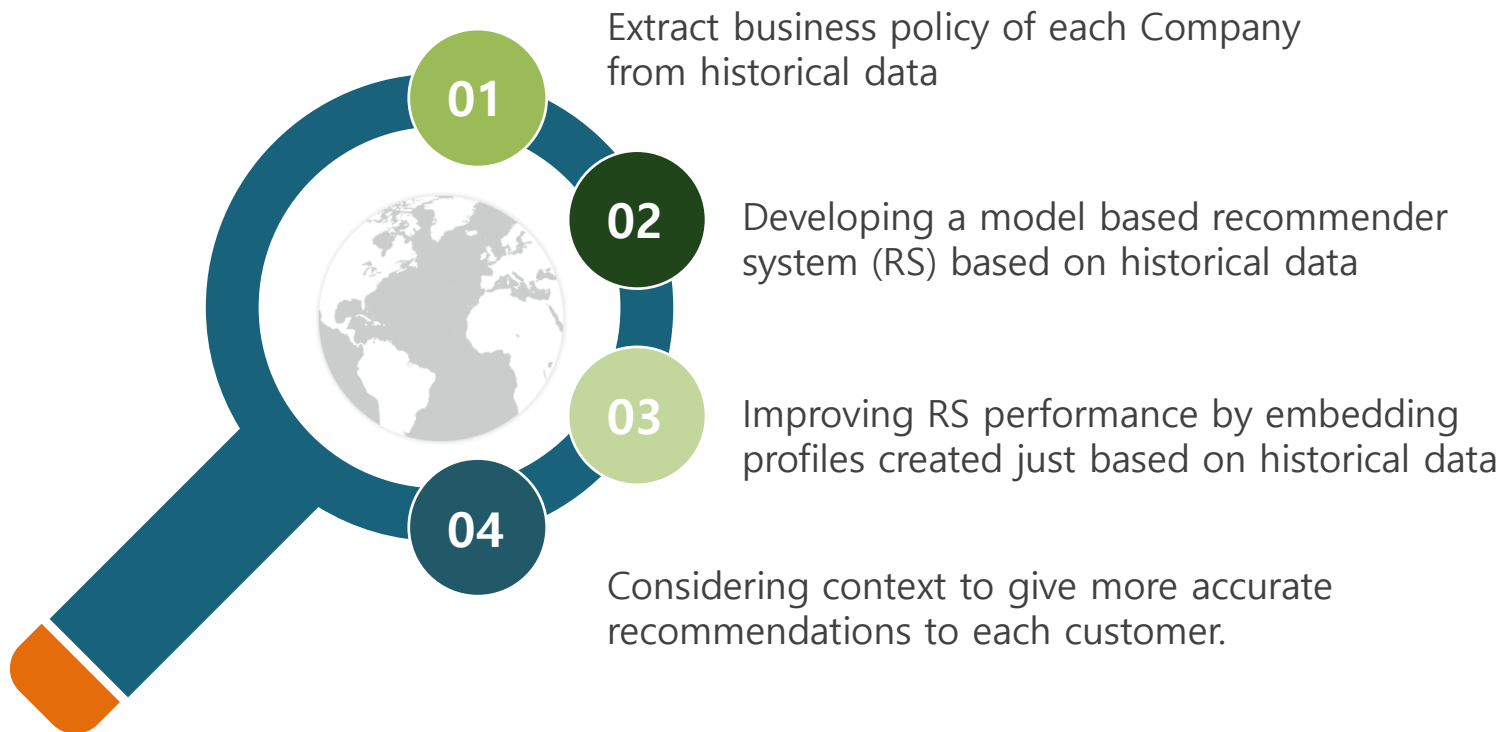 01
Extract business policy of each Company
from historical data
02
Developing a model based recommender
system (RS) based on historical data
03
Improving RS performance by embedding
profiles created just based on historical data
04
Considering context to give more accurate
recommendations to each customer.